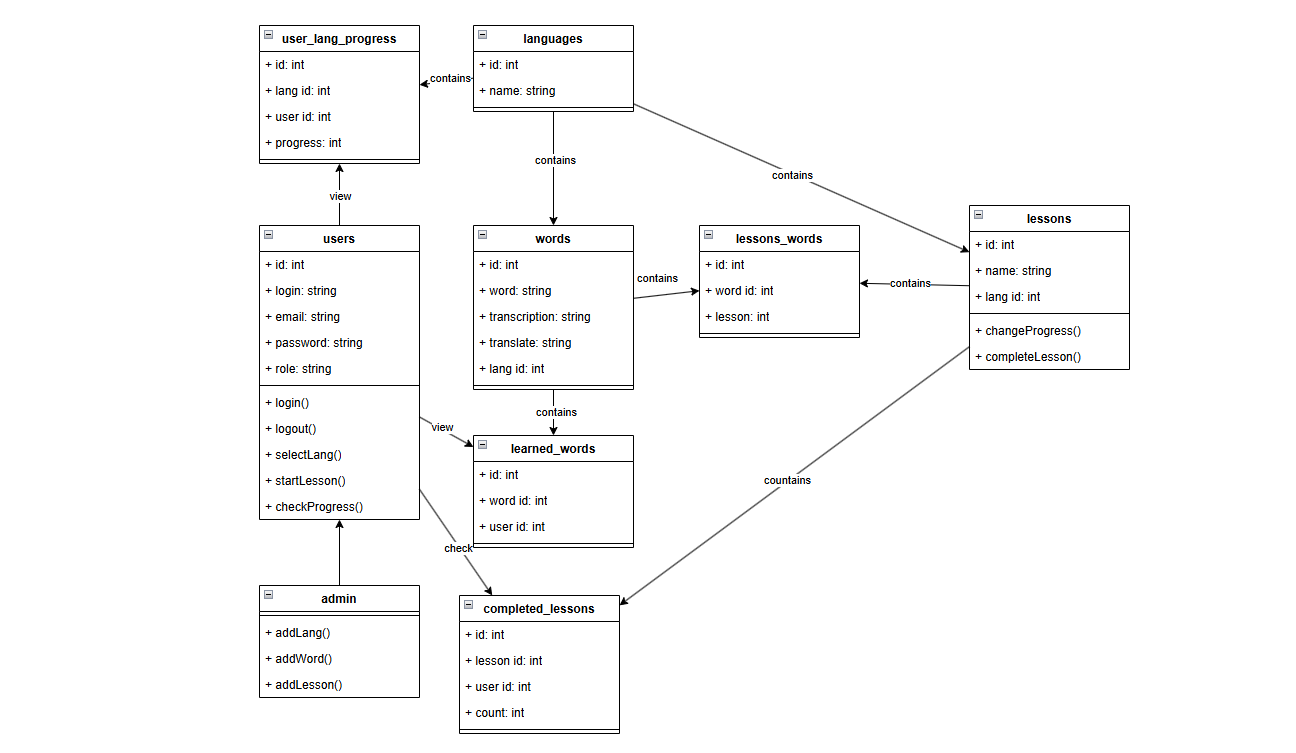 user_lang_progress
+ id: int
+ lang id: int
+ user id: int
+ progress: int
contains
languages
+ id: int
+ name: string
contains
contains
view
users
+ id: int
+ login: string
+ email: string
+ password: string
+ role: string
+ login()
+ logout()
+ selectLang()
+ startLesson()
+ checkProgress()
words
+ id: int
+ word: string
+ transcription: string
+ translate: string
+ lang id: int
contains
lessons_words
+ id: int
+ word id: int
+ lesson: int
contains
lessons
+ id: int
+ name: string
+ lang id: int
+ changeProgress()
+ completeLesson()
contains
view
learned_words
+ id: int
+ word id: int
+ user id: int
countains
check
admin
+ addLang()
+ addWord()
+ addLesson()
completed_lessons
+ id: int
+ lesson id: int
+ user id: int
+ count: int